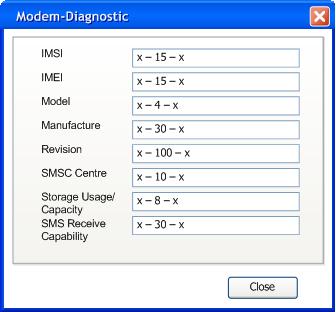 Modem-Diagnostic
IMSI x – 15 – x
IMEI x – 15 – x
Model x – 4 – x
Manufacture x – 30 – x
Revision x – 100 – x
SMSC Centre x – 10 – x
Storage Usage/
Capacity x – 8 – x
SMS Receive
Capability x – 30 – x
Close